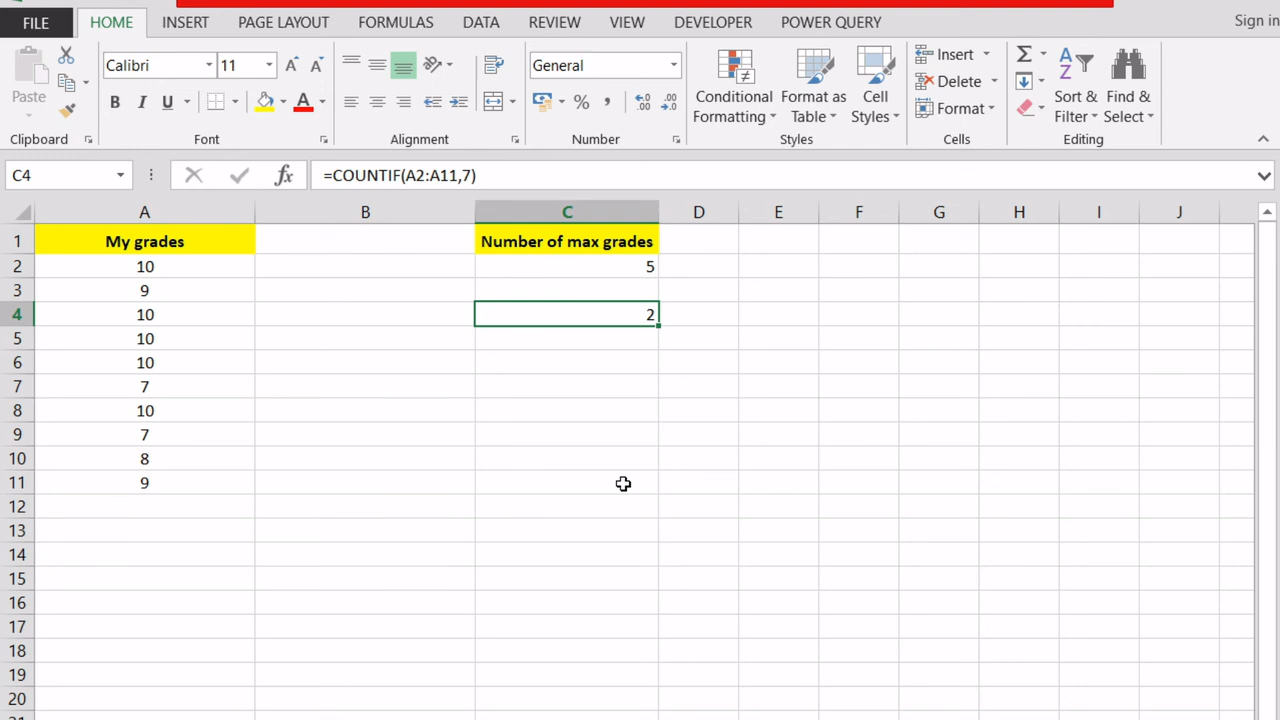 Sign in
FILE HOME INSERT PAGE LAYOUT FORMULAS DATA REVIEW VIEW DEVELOPER POWER QUERY
Paste
Clipboard
Calibri 11
B I U A
Font
Alignment
General
%
Number
Conditional
Formatting
Format as
Table
Cell
Styles
Styles
Insert
Delete
Format
Cells
Sort &
Filter
Find &
Select
Editing
C4 fx =COUNTIF(A2:A11,7)
A B C D E F G H I J
1 My grades Number of max grades
2 10 5
3 9
4 10 2
5 10
6 10
7 7
8 10
9 7
10 8
11 9
12
13
14
15
16
17
18
19
20